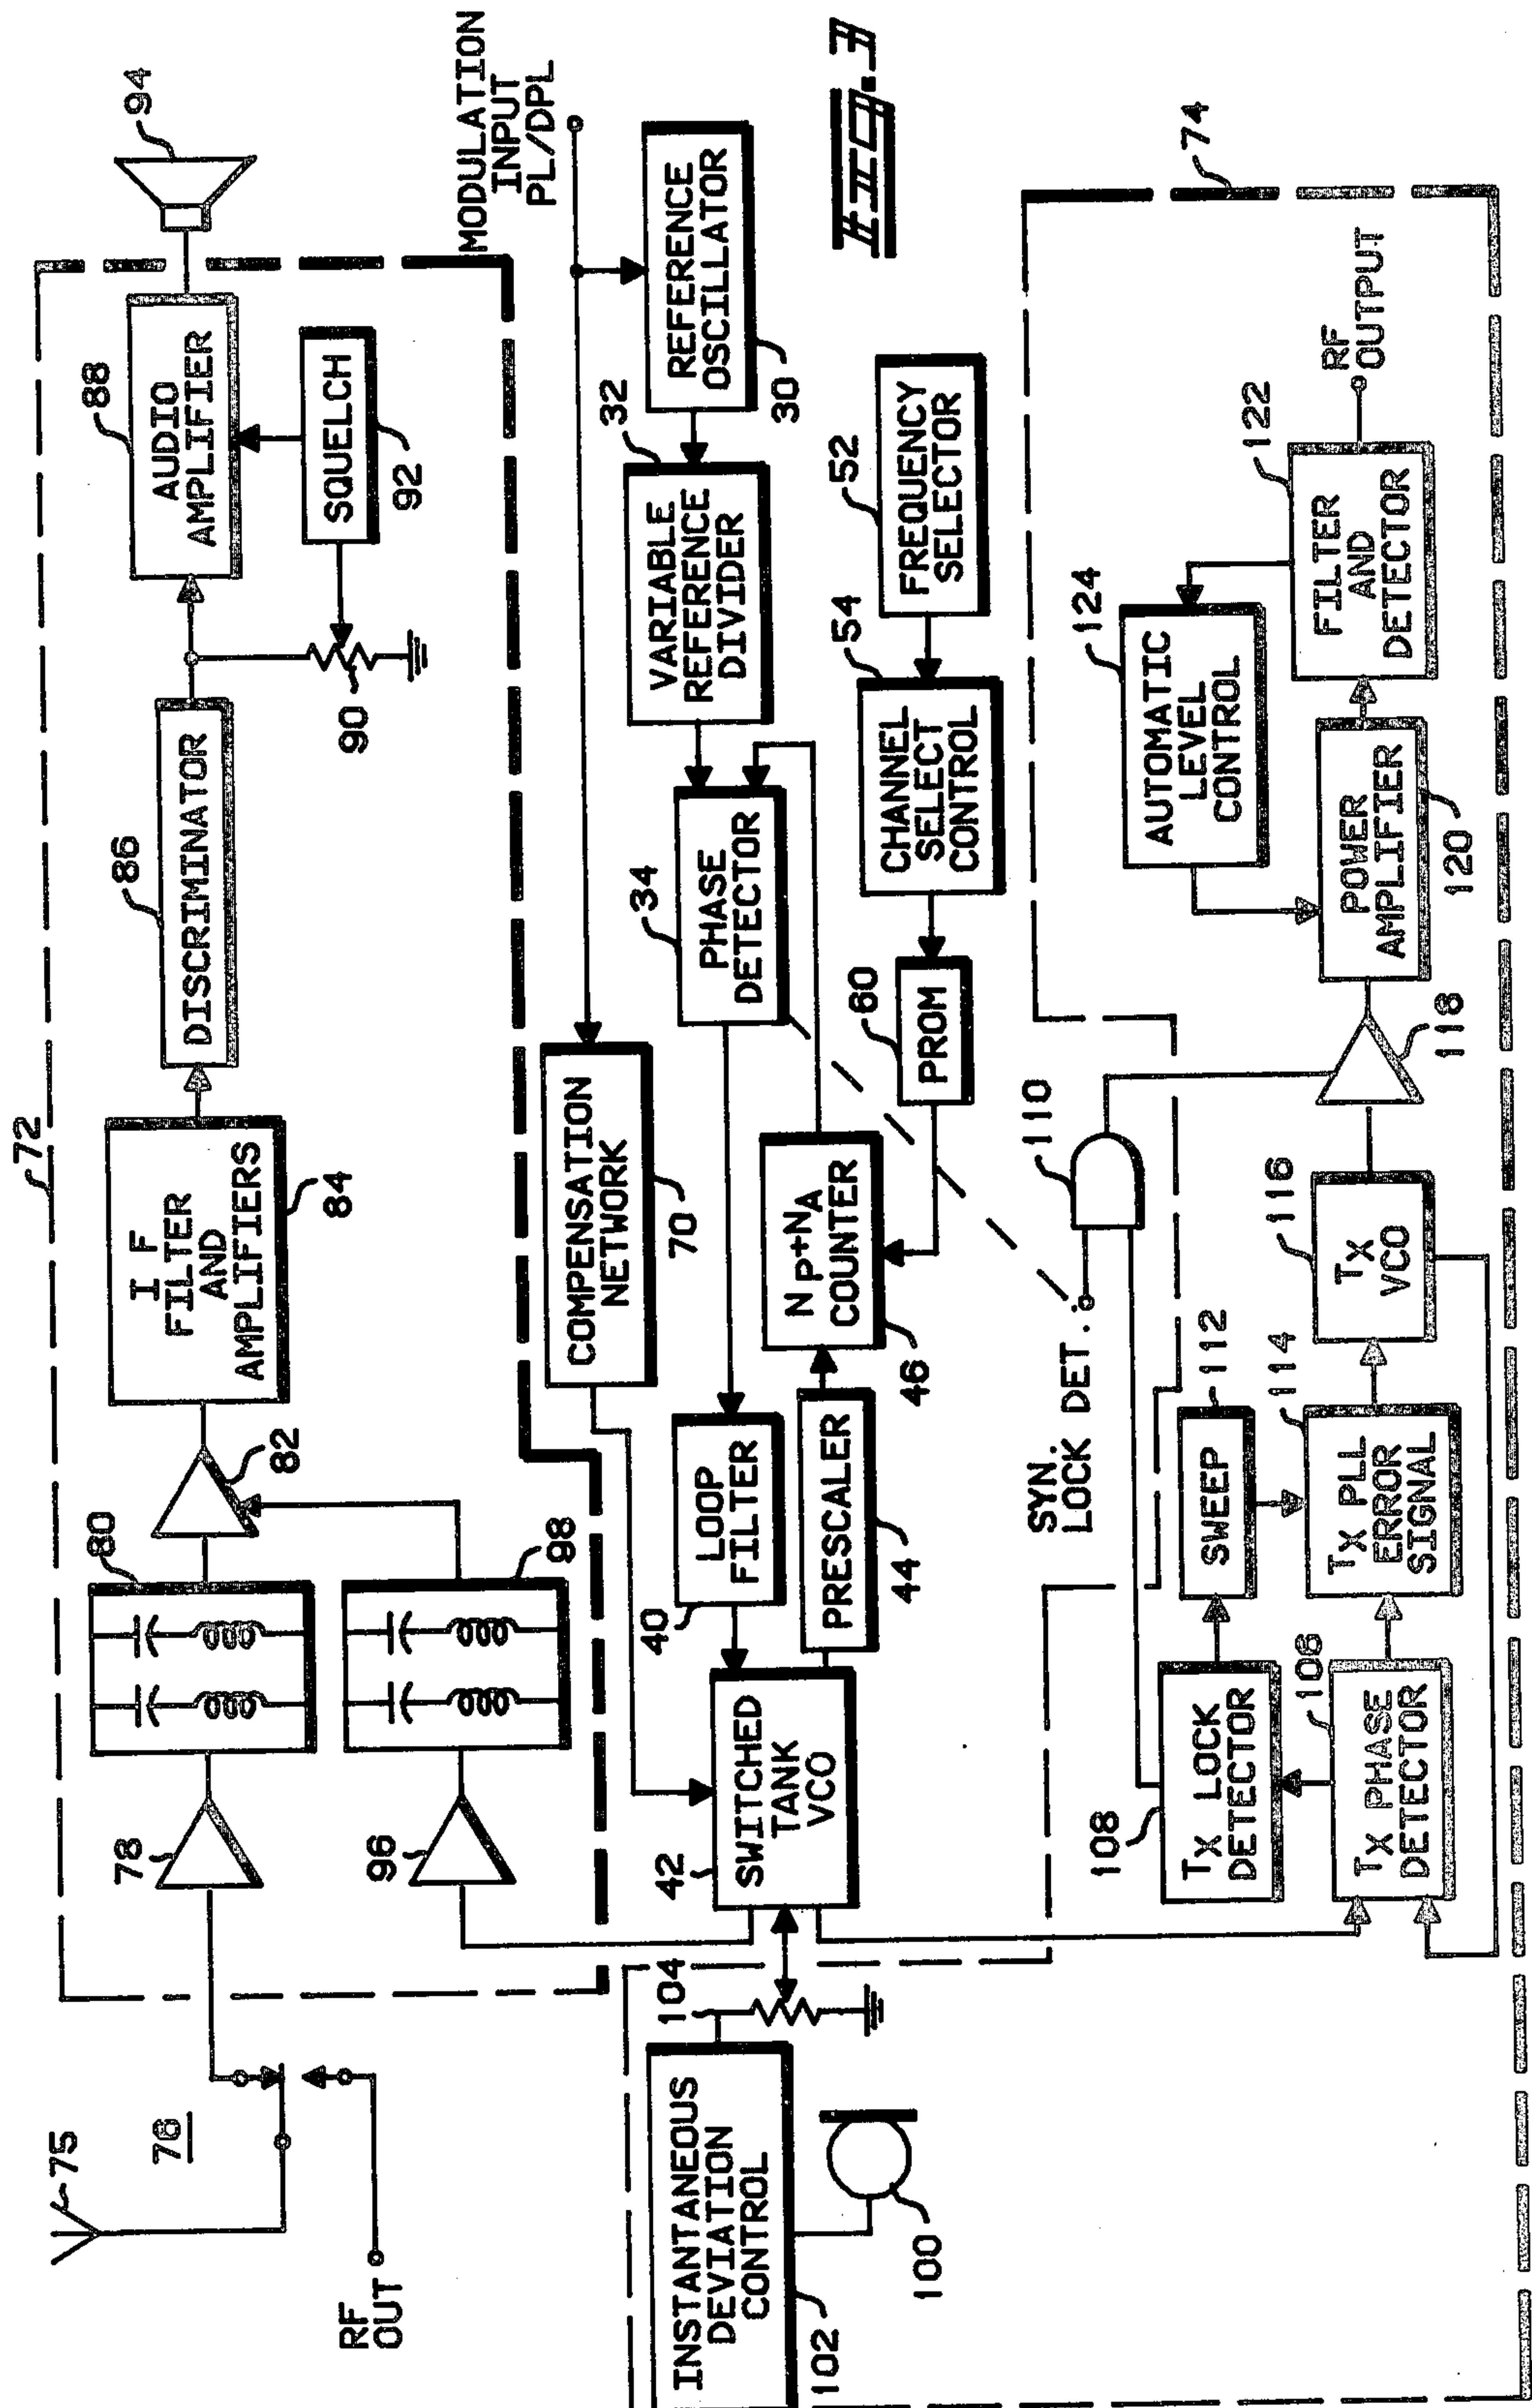 72
75
76
RF
OUT
78
80
82
I F
FILTER
AND
AMPLIFIERS
84
DISCRIMINATOR
86
AUDIO
AMPLIFIER
88
90
SQUELCH
92
94
96
98
MODULATION
INPUT
PL/DPL
COMPENSATION
NETWORK
70
REFERENCE
OSCILLATOR
30
VARIABLE
REFERENCE
DIVIDER
32
PHASE
DETECTOR
34
LOOP
FILTER
40
SWITCHED
TANK
VCO
42
PRESCALER
44
N P+NA
COUNTER
46
PROM
60
CHANNEL
SELECT
CONTROL
54
FREQUENCY
SELECTOR
52
FIG. 3
INSTANTANEOUS
DEVIATION
CONTROL
102
100
104
SYN.
LOCK DET.
110
TX LOCK
DETECTOR
108
SWEEP
112
TX PHASE
DETECTOR
106
TX PLL
ERROR
SIGNAL
114
TX
VCO
116
118
POWER
AMPLIFIER
120
AUTOMATIC
LEVEL
CONTROL
124
FILTER
AND
DETECTOR
122
RF
OUTPUT
74